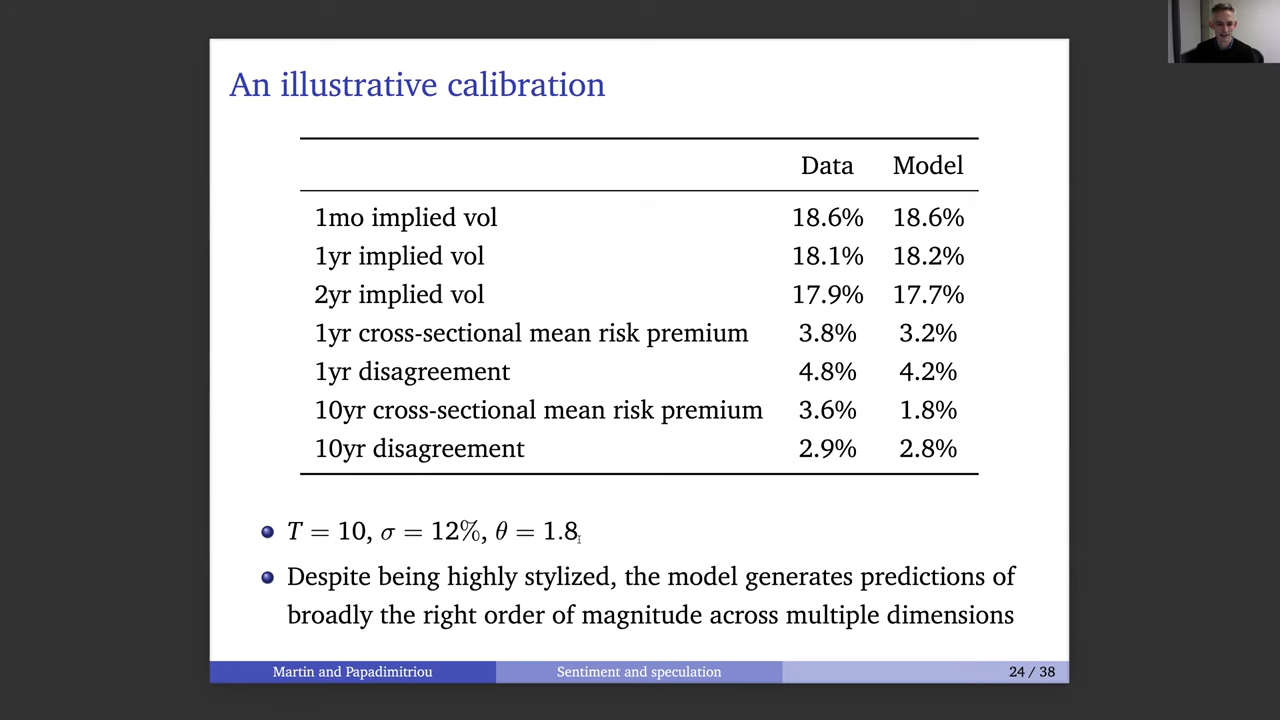 An illustrative calibration
Data Model
1mo implied vol 18.6% 18.6%
1yr implied vol 18.1% 18.2%
2yr implied vol 17.9% 17.7%
1yr cross-sectional mean risk premium 3.8% 3.2%
1yr disagreement 4.8% 4.2%
10yr cross-sectional mean risk premium 3.6% 1.8%
10yr disagreement 2.9% 2.8%
T = 10, σ = 12%, θ = 1.8
Despite being highly stylized, the model generates predictions of
broadly the right order of magnitude across multiple dimensions
Martin and Papadimitriou Sentiment and speculation 24 / 38